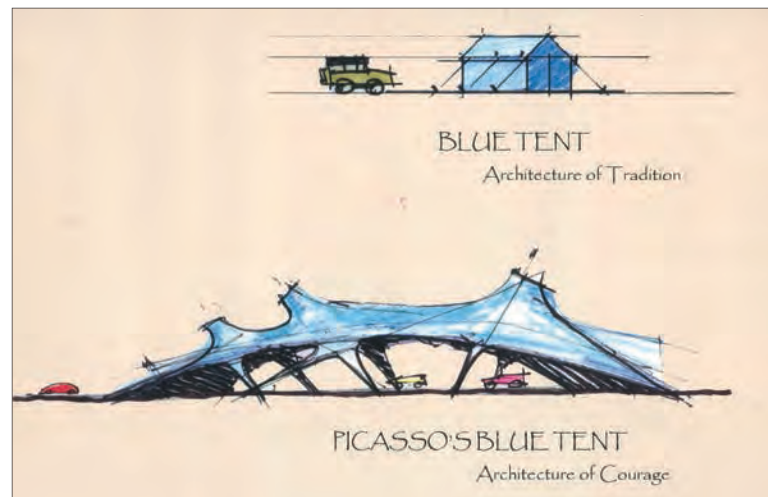 BLUE TENT
Architecture of Tradition
PICASSO'S BLUE TENT
Architecture of Courage